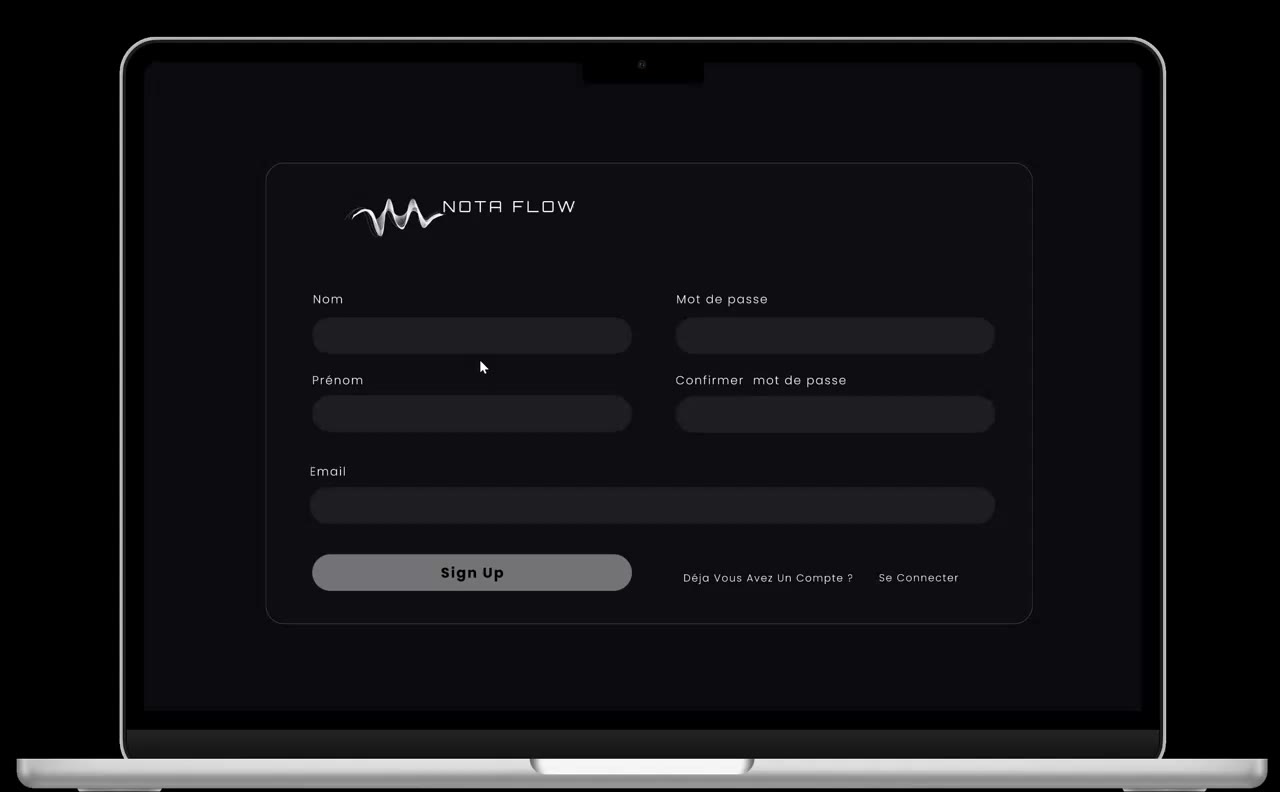 NOTA FLOW
Nom
Mot de passe
Prénom
Confirmer mot de passe
Email
Sign Up
Déja Vous Avez Un Compte ? Se Connecter